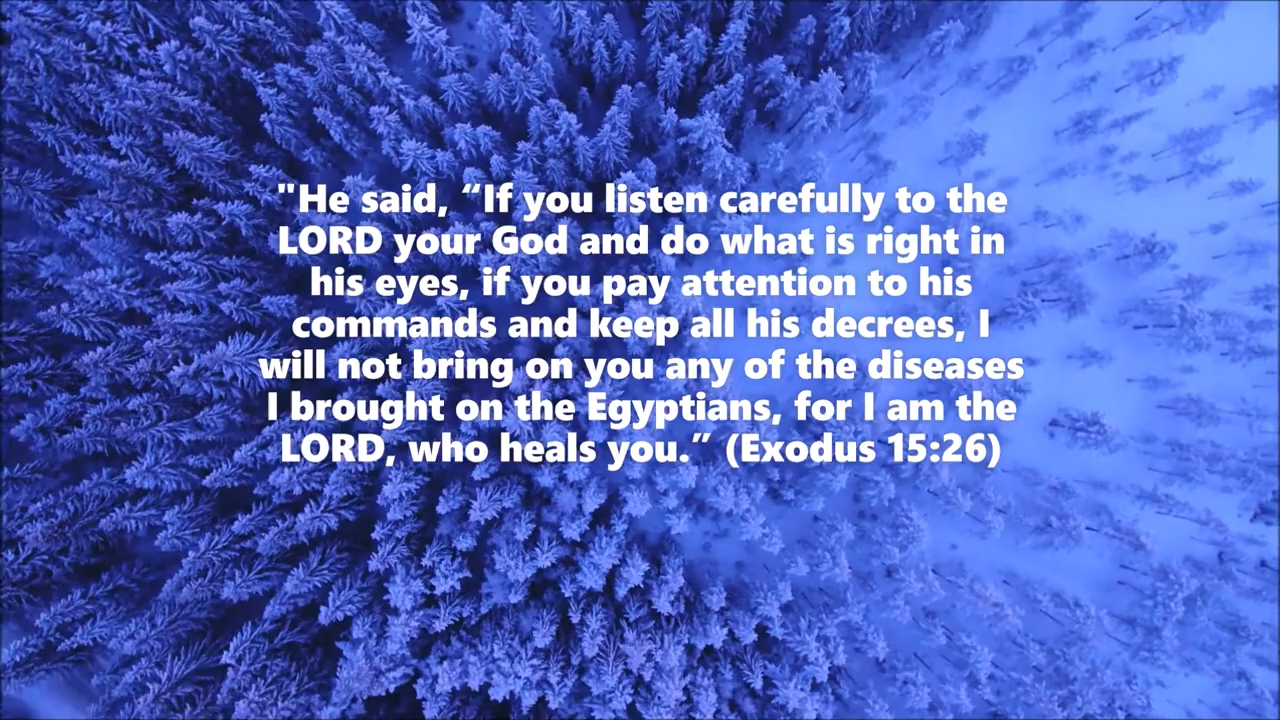 "He said, “If you listen carefully to the
LORD your God and do what is right in
his eyes, if you pay attention to his
commands and keep all his decrees, I
will not bring on you any of the diseases
I brought on the Egyptians, for I am the
LORD, who heals you.” (Exodus 15:26)